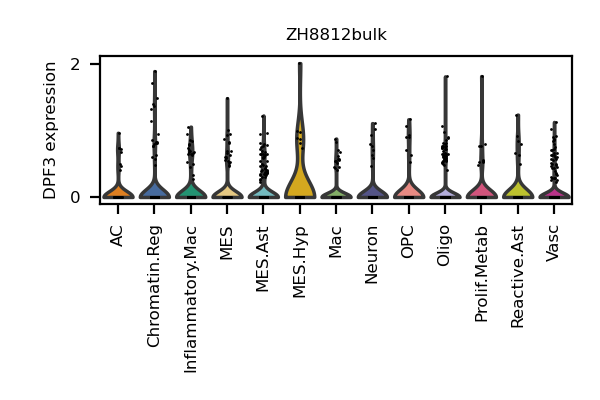 ZH8812bulk
DPF3 expression
2
0
AC
Chromatin.Reg
Inflammatory.Mac
MES
MES.Ast
MES.Hyp
Mac
Neuron
OPC
Oligo
Prolif.Metab
Reactive.Ast
Vasc